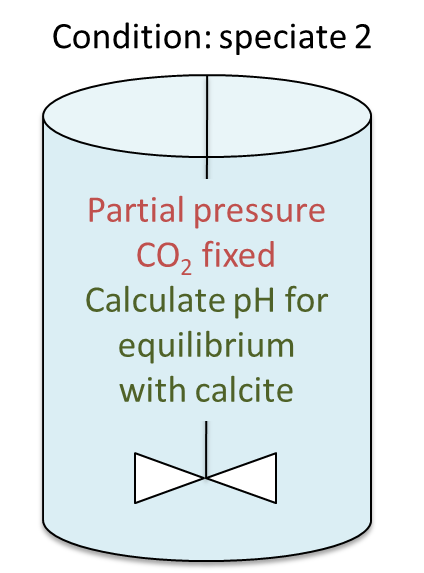 Condition: speciate 2
Partial pressure
CO₂ fixed
Calculate pH for
equilibrium
with calcite